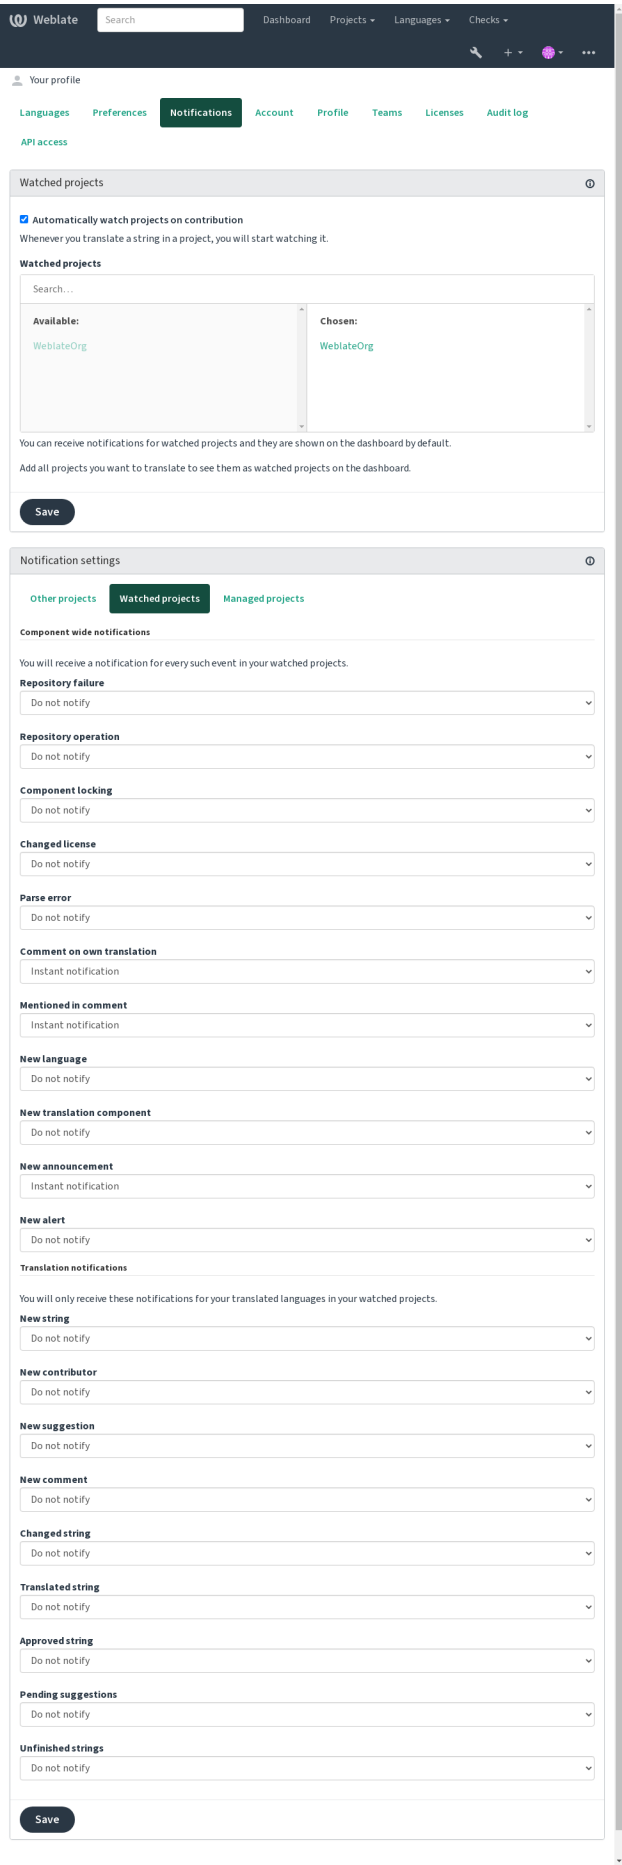 Weblate
Search
Dashboard
Projects
Languages
Checks
Your profile
Languages
Preferences
Notifications
Account
Profile
Teams
Licenses
Audit log
API access
Watched projects
Automatically watch projects on contribution
Whenever you translate a string in a project, you will start watching it.
Watched projects
Search…
Available:
WeblateOrg
Chosen:
WeblateOrg
You can receive notifications for watched projects and they are shown on the dashboard by default.
Add all projects you want to translate to see them as watched projects on the dashboard.
Save
Notification settings
Other projects
Watched projects
Managed projects
Component wide notifications
You will receive a notification for every such event in your watched projects.
Repository failure
Do not notify
Repository operation
Do not notify
Component locking
Do not notify
Changed license
Do not notify
Parse error
Do not notify
Comment on own translation
Instant notification
Mentioned in comment
Instant notification
New language
Do not notify
New translation component
Do not notify
New announcement
Instant notification
New alert
Do not notify
Translation notifications
You will only receive these notifications for your translated languages in your watched projects.
New string
Do not notify
New contributor
Do not notify
New suggestion
Do not notify
New comment
Do not notify
Changed string
Do not notify
Translated string
Do not notify
Approved string
Do not notify
Pending suggestions
Do not notify
Unfinished strings
Do not notify
Save